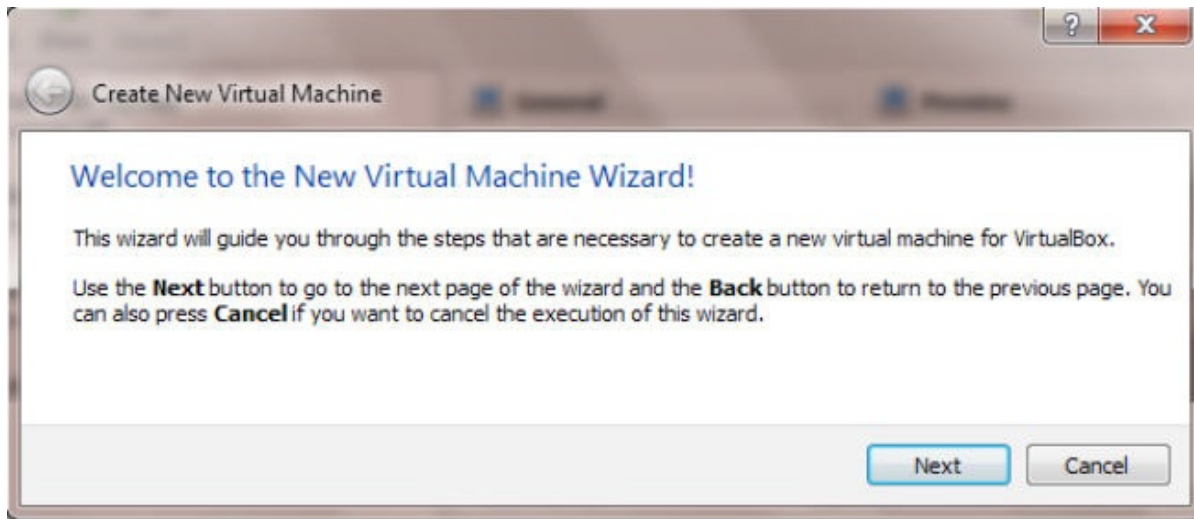 ?
Create New Virtual Machine
General
Preview
Welcome to the New Virtual Machine Wizard!
This wizard will guide you through the steps that are necessary to create a new virtual machine for VirtualBox.
Use the Next button to go to the next page of the wizard and the Back button to return to the previous page. You
can also press Cancel if you want to cancel the execution of this wizard.
Next
Cancel